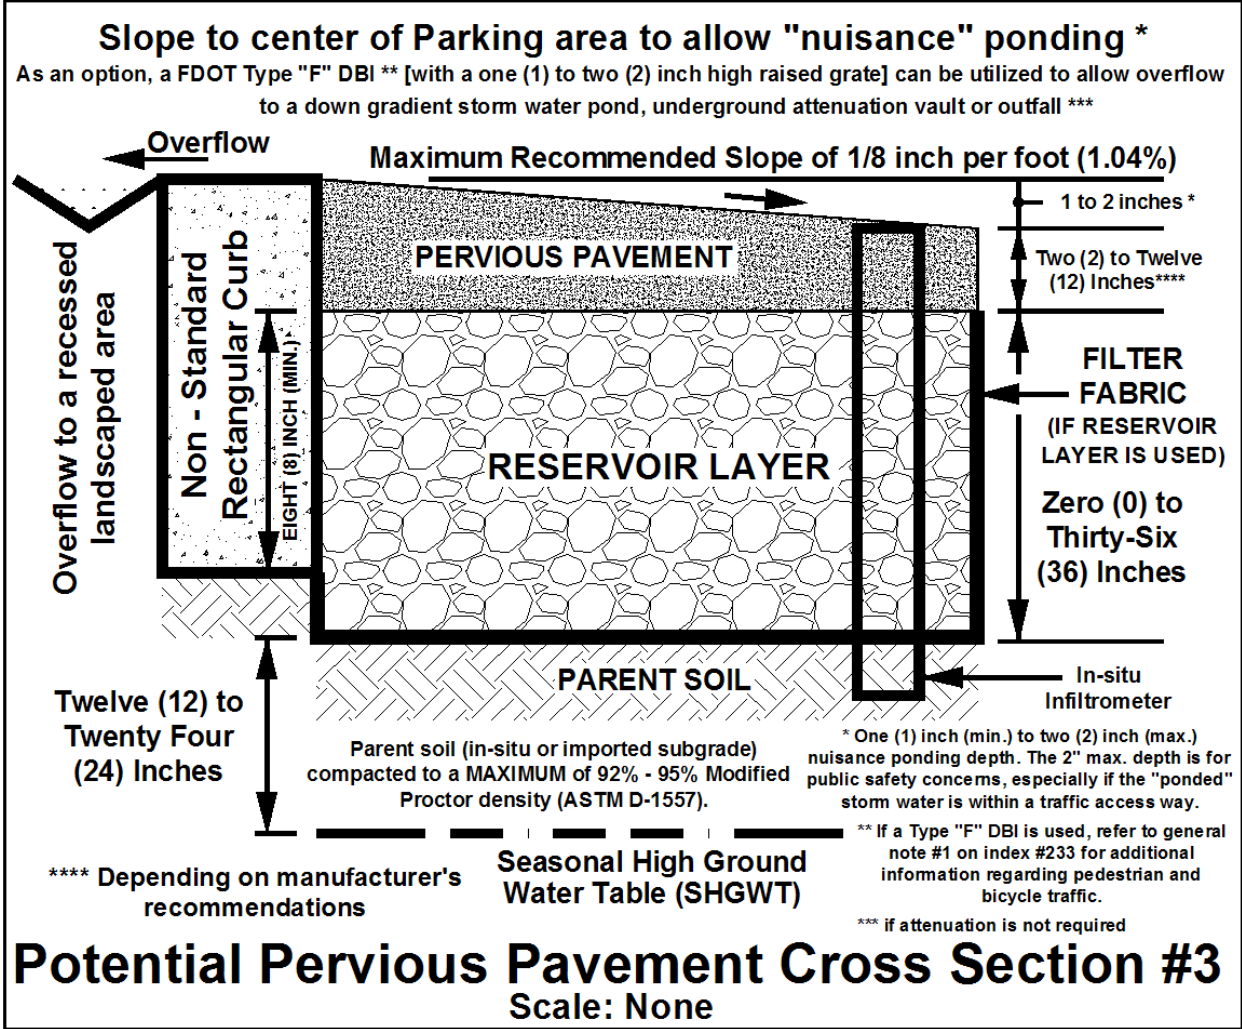 Slope to center of Parking area to allow "nuisance" ponding *
As an option, a FDOT Type "F" DBI ** [with a one (1) to two (2) inch high raised grate] can be utilized to allow overflow
to a down gradient storm water pond, underground attenuation vault or outfall ***
Overflow
Maximum Recommended Slope of 1/8 inch per foot (1.04%)
1 to 2 inches *
Overflow to a recessed
landscaped area
Non - Standard
Rectangular Curb
EIGHT (8) INCH (MIN.)
PERVIOUS PAVEMENT
Two (2) to Twelve
(12) Inches****
RESERVOIR LAYER
FILTER
FABRIC
(IF RESERVOIR
LAYER IS USED)
Zero (0) to
Thirty-Six
(36) Inches
PARENT SOIL
In-situ
Infiltrometer
Twelve (12) to
Twenty Four
(24) Inches
Parent soil (in-situ or imported subgrade)
compacted to a MAXIMUM of 92% - 95% Modified
Proctor density (ASTM D-1557).
* One (1) inch (min.) to two (2) inch (max.)
nuisance ponding depth. The 2" max. depth is for
public safety concerns, especially if the "ponded"
storm water is within a traffic access way.
** If a Type "F" DBI is used, refer to general
note #1 on index #233 for additional
information regarding pedestrian and
bicycle traffic.
*** if attenuation is not required
Seasonal High Ground
Water Table (SHGWT)
**** Depending on manufacturer's
recommendations
Potential Pervious Pavement Cross Section #3
Scale: None